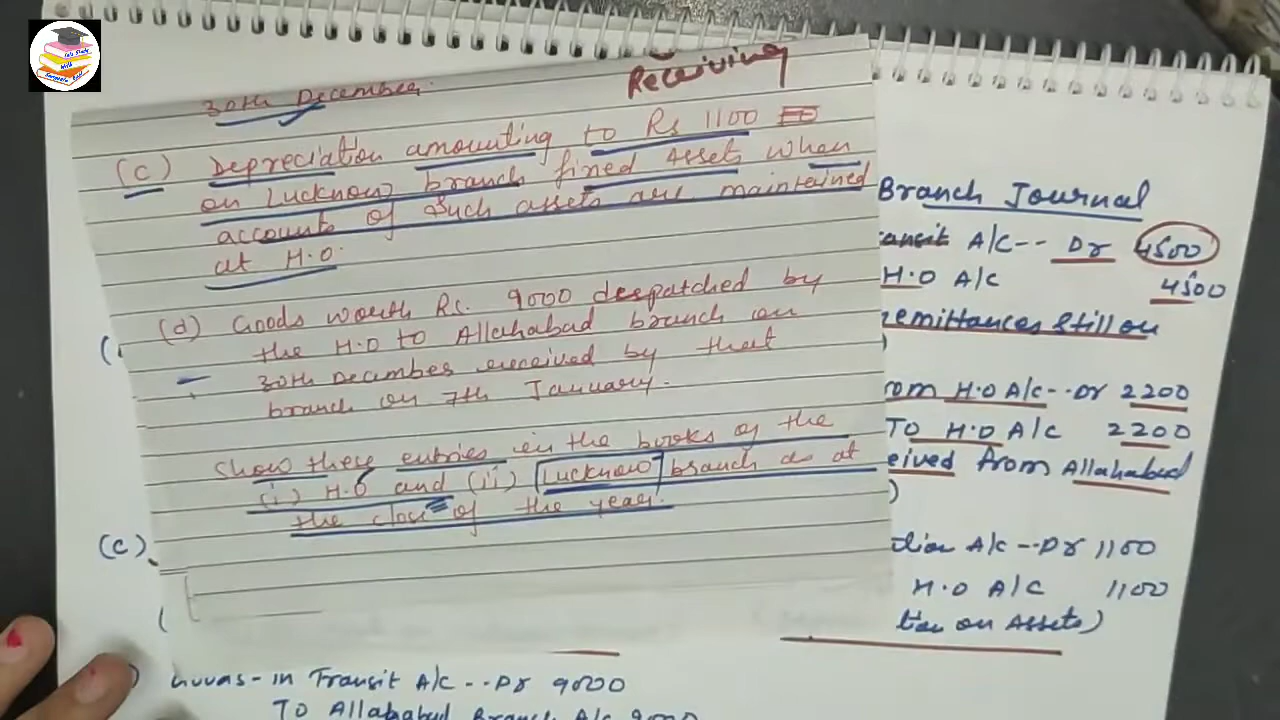 Receiving
30th December.
(c) Depreciation amounting to Rs 1100
on Lucknow branch fixed Assets when
accounts of such assets are maintained
at H.O.
(d) Goods worth Rs. 9000 despatched by
the H.O to Allahabad branch on
30th December received by that
branch on 7th January.
Show these entries in the books of the
(i) H.O and (ii) Lucknow branch as at
the close of the year.
Branch Journal
ransit A/c-- Dr 4500
H.O A/c 4500
remittances still on
rom H.O A/c--Dr 2200
TO H.O A/c 2200
eived from Allahabad
)
A/c--Dr 1100
H.O A/c 1100
on Assets)
(c)
Goods-in Transit A/c--Dr 9000
TO Allahabad Branch A/c 9000